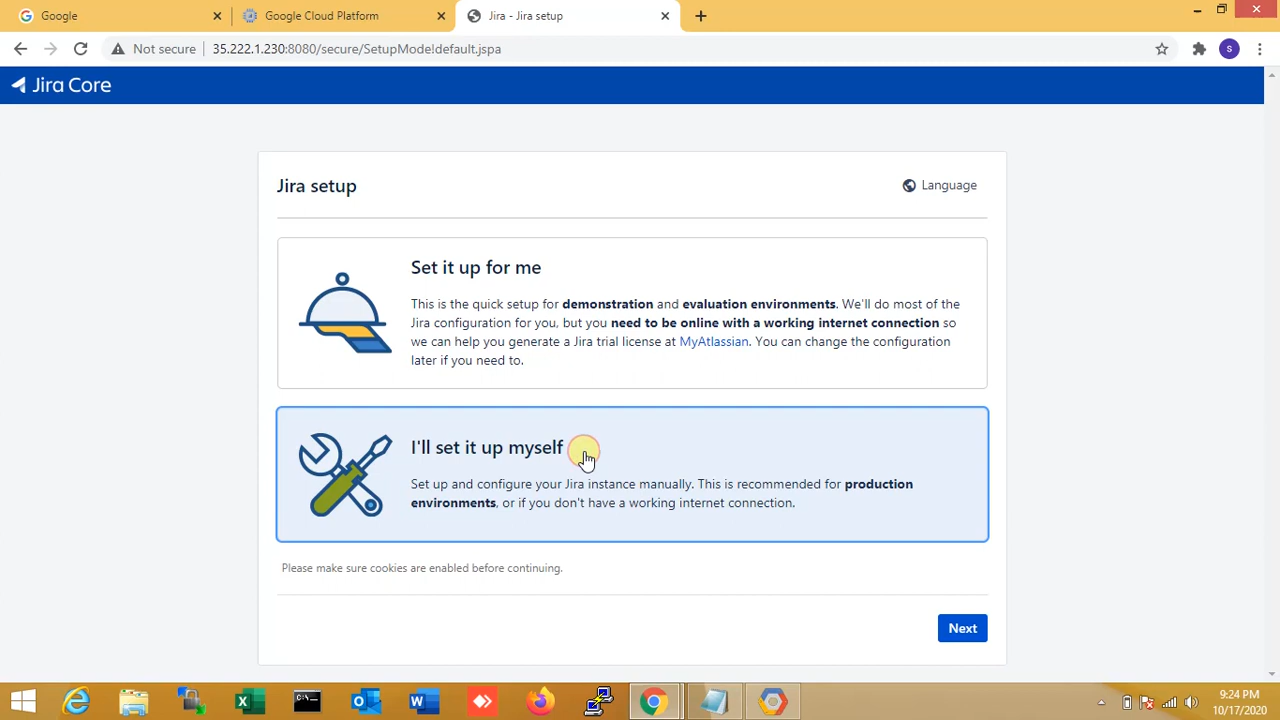 Google
Google Cloud Platform
Jira - Jira setup
Not secure
35.222.1.230:8080/secure/SetupMode!default.jspa
S
Jira Core
Jira setup
Language
Set it up for me
This is the quick setup for demonstration and evaluation environments. We'll do most of the
Jira configuration for you, but you need to be online with a working internet connection so
we can help you generate a Jira trial license at MyAtlassian. You can change the configuration
later if you need to.
I'll set it up myself
Set up and configure your Jira instance manually. This is recommended for production
environments, or if you don't have a working internet connection.
Please make sure cookies are enabled before continuing.
Next
9:24 PM
10/17/2020